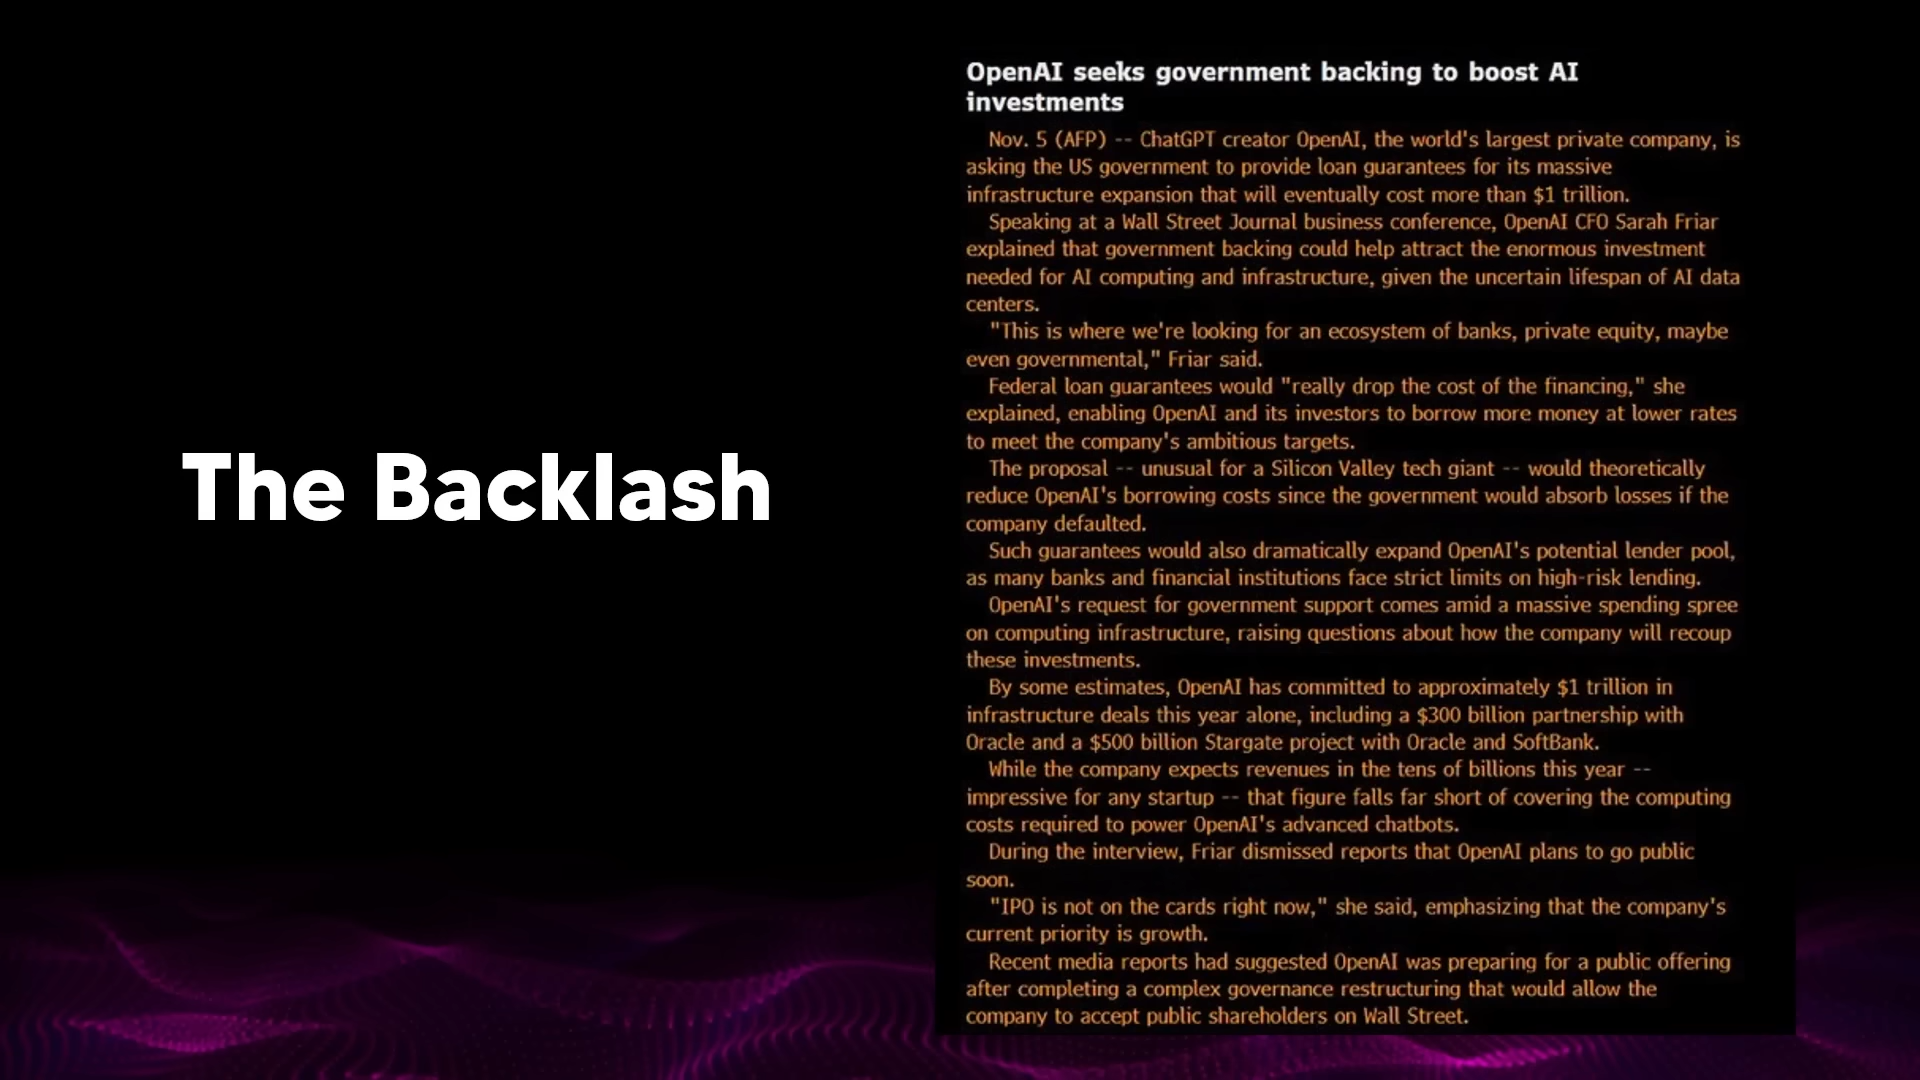 The Backlash
OpenAI seeks government backing to boost AI
investments
Nov. 5 (AFP) -- ChatGPT creator OpenAI, the world's largest private company, is
asking the US government to provide loan guarantees for its massive
infrastructure expansion that will eventually cost more than $1 trillion.
Speaking at a Wall Street Journal business conference, OpenAI CFO Sarah Friar
explained that government backing could help attract the enormous investment
needed for AI computing and infrastructure, given the uncertain lifespan of AI data
centers.
"This is where we're looking for an ecosystem of banks, private equity, maybe
even governmental," Friar said.
Federal loan guarantees would "really drop the cost of the financing," she
explained, enabling OpenAI and its investors to borrow more money at lower rates
to meet the company's ambitious targets.
The proposal -- unusual for a Silicon Valley tech giant -- would theoretically
reduce OpenAI's borrowing costs since the government would absorb losses if the
company defaulted.
Such guarantees would also dramatically expand OpenAI's potential lender pool,
as many banks and financial institutions face strict limits on high-risk lending.
OpenAI's request for government support comes amid a massive spending spree
on computing infrastructure, raising questions about how the company will recoup
these investments.
By some estimates, OpenAI has committed to approximately $1 trillion in
infrastructure deals this year alone, including a $300 billion partnership with
Oracle and a $500 billion Stargate project with Oracle and SoftBank.
While the company expects revenues in the tens of billions this year --
impressive for any startup -- that figure falls far short of covering the computing
costs required to power OpenAI's advanced chatbots.
During the interview, Friar dismissed reports that OpenAI plans to go public
soon.
"IPO is not on the cards right now," she said, emphasizing that the company's
current priority is growth.
Recent media reports had suggested OpenAI was preparing for a public offering
after completing a complex governance restructuring that would allow the
company to accept public shareholders on Wall Street.